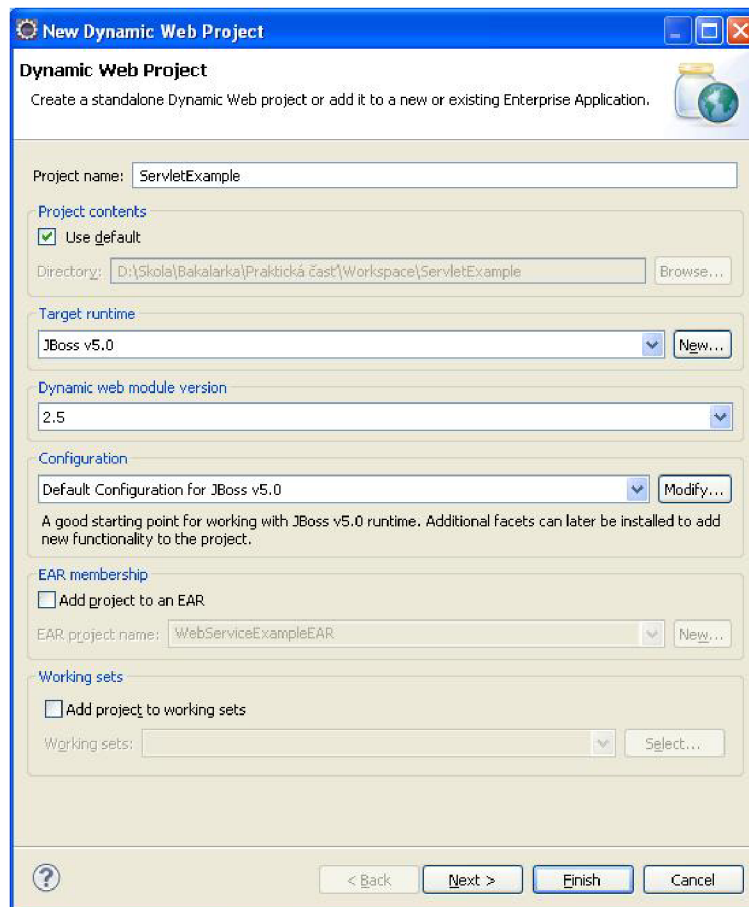 New Dynamic Web Project
Dynamic Web Project
Create a standalone Dynamic Web project or add it to a new or existing Enterprise Application.
Project name: ServletExample
Project contents
Use default
Directory: D:\Skola\Bakalarka\Praktická časť\Workspace\ServletExample Browse...
Target runtime
JBoss v5.0 New...
Dynamic web module version
2.5
Configuration
Default Configuration for JBoss v5.0 Modify...
A good starting point for working with JBoss v5.0 runtime. Additional facets can later be installed to add
new functionality to the project.
EAR membership
Add project to an EAR
EAR project name: WebServiceExampleEAR New...
Working sets
Add project to working sets
Working sets: Select...
? < Back Next > Finish Cancel